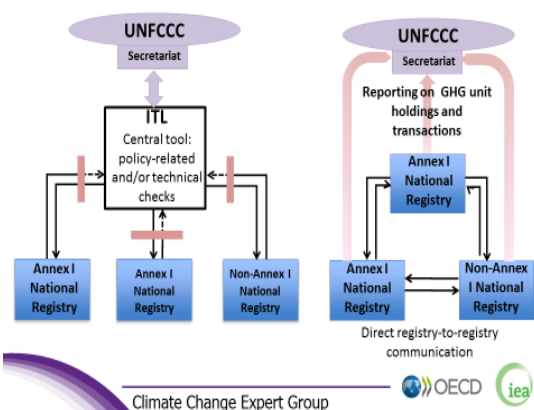 UNFCCC
Secretariat
ITL
Central tool:
policy-related
and/or technical
checks
Annex I
National
Registry
Annex I
National
Registry
Non-Annex I
National
Registry
UNFCCC
Secretariat
Reporting on GHG unit
holdings and
transactions
Annex I
National
Registry
Annex I
National
Registry
Non-Annex
I National
Registry
Direct registry-to-registry
communication
Climate Change Expert Group
OECD
iea